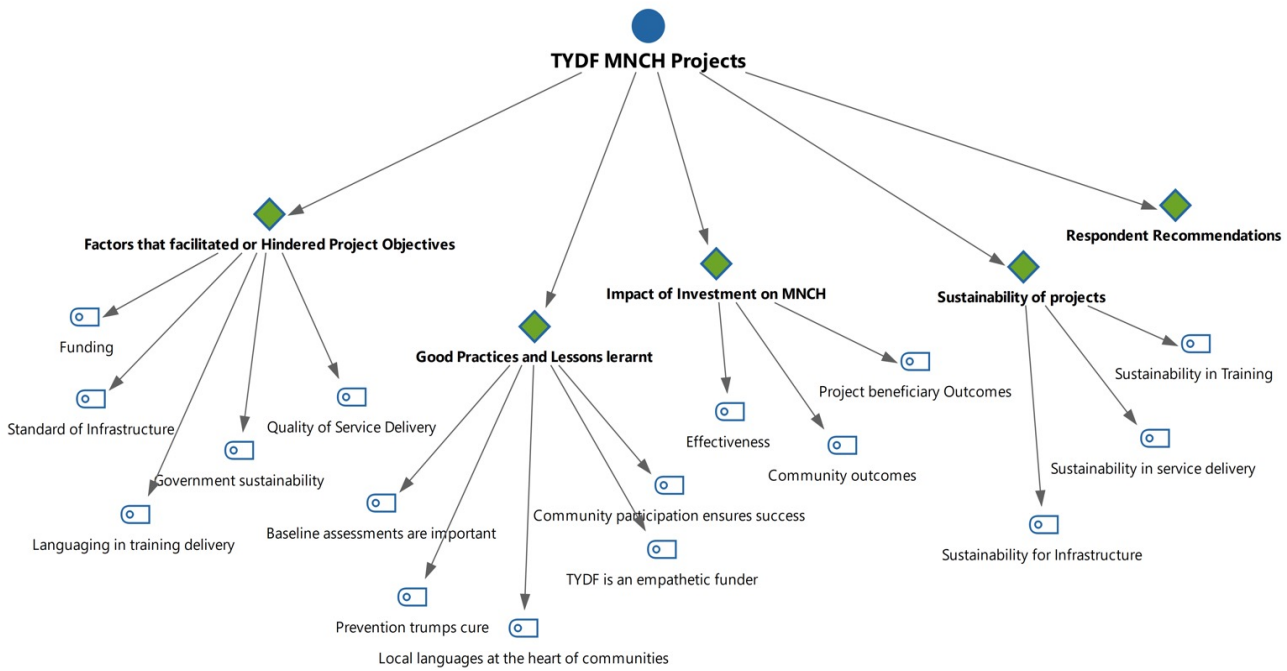 TYDF MNCH Projects
Factors that facilitated or Hindered Project Objectives
Funding
Standard of Infrastructure
Languaging in training delivery
Government sustainability
Quality of Service Delivery
Good Practices and Lessons lerarnt
Baseline assessments are important
Prevention trumps cure
Local languages at the heart of communities
TYDF is an empathetic funder
Community participation ensures success
Impact of Investment on MNCH
Effectiveness
Community outcomes
Project beneficiary Outcomes
Sustainability of projects
Sustainability for Infrastructure
Sustainability in service delivery
Sustainability in Training
Respondent Recommendations